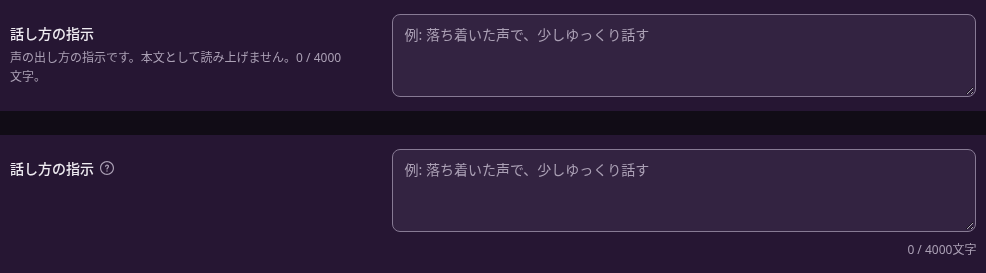 話し方の指示
声の出し方の指示です。本文として読み上げません。0 / 4000
文字。
例: 落ち着いた声で、少しゆっくり話す
話し方の指示 ?
例: 落ち着いた声で、少しゆっくり話す
0 / 4000文字